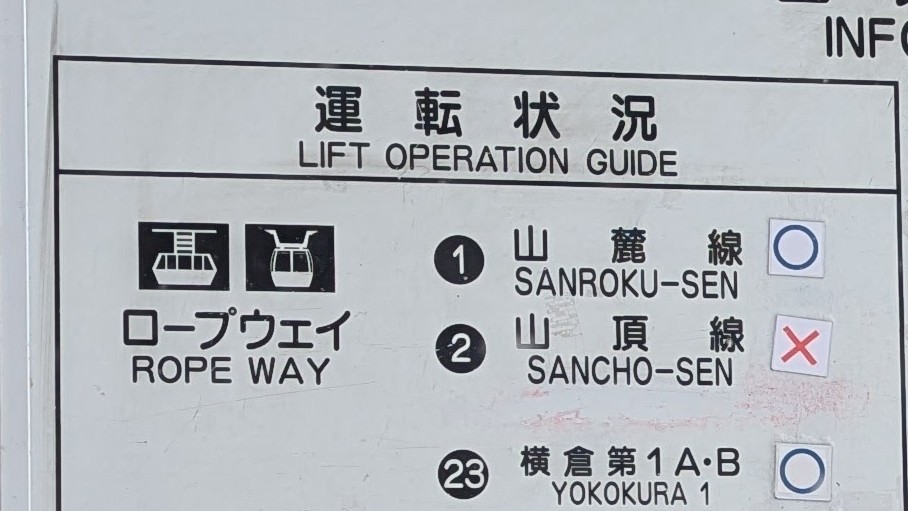 INFO
運転状況
LIFT OPERATION GUIDE
1 山麓線 ○
SANROKU-SEN
ロープウェイ
ROPE WAY
2 山頂線 ×
SANCHO-SEN
23 横倉第1A・B ○
YOKOKURA 1